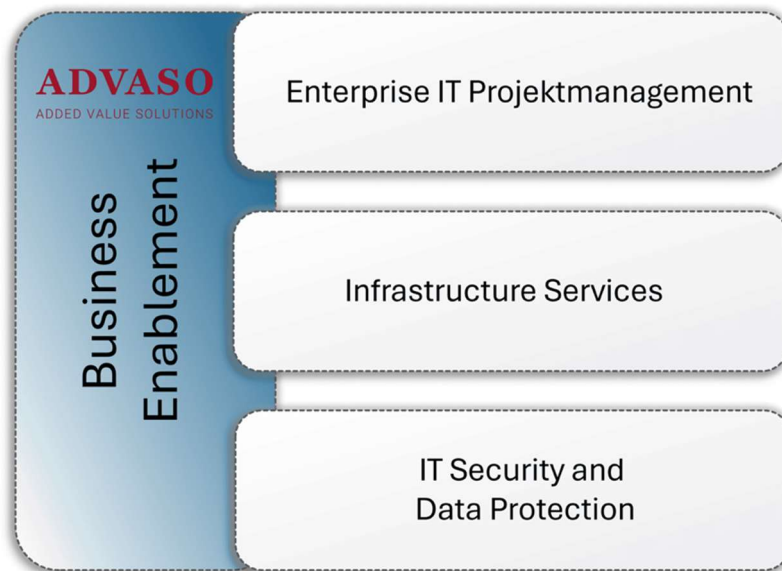 ADVASO
ADDED VALUE SOLUTIONS
Business
Enablement
Enterprise IT Projektmanagement
Infrastructure Services
IT Security and
Data Protection